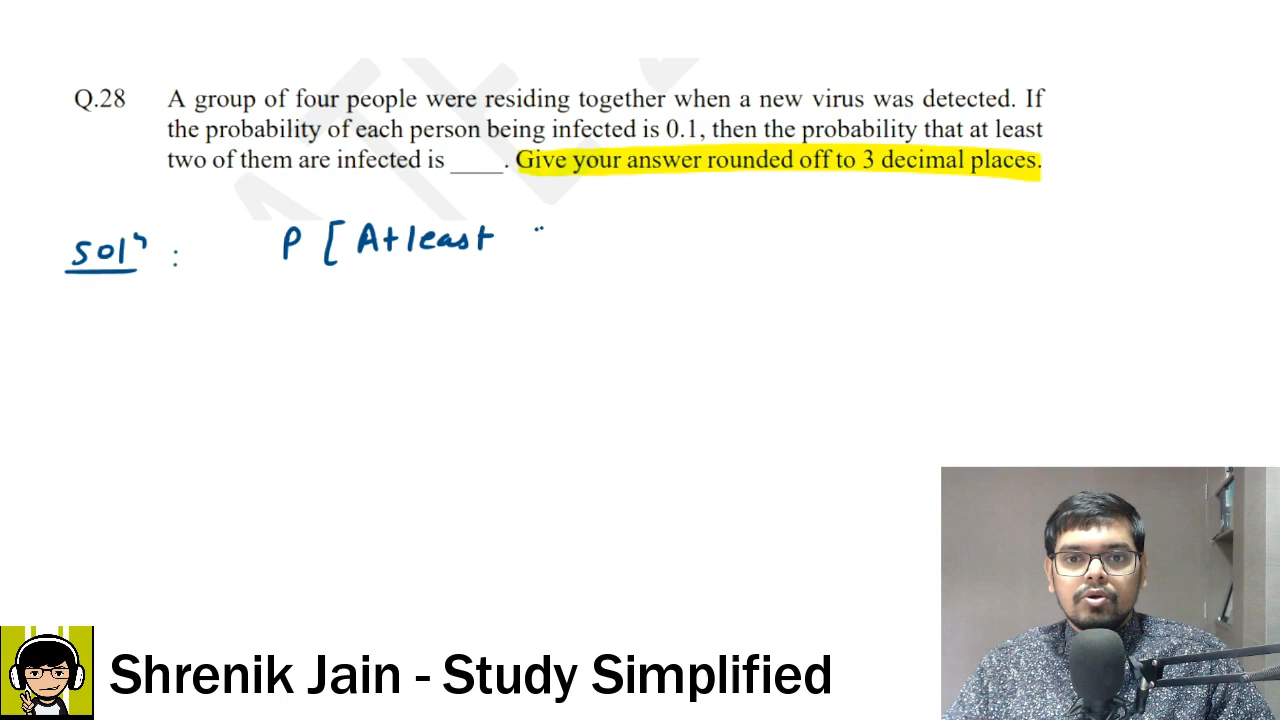 Q.28 A group of four people were residing together when a new virus was detected. If
the probability of each person being infected is 0.1, then the probability that at least
two of them are infected is ____. Give your answer rounded off to 3 decimal places.
Solⁿ : P [ Atleast
Shrenik Jain - Study Simplified